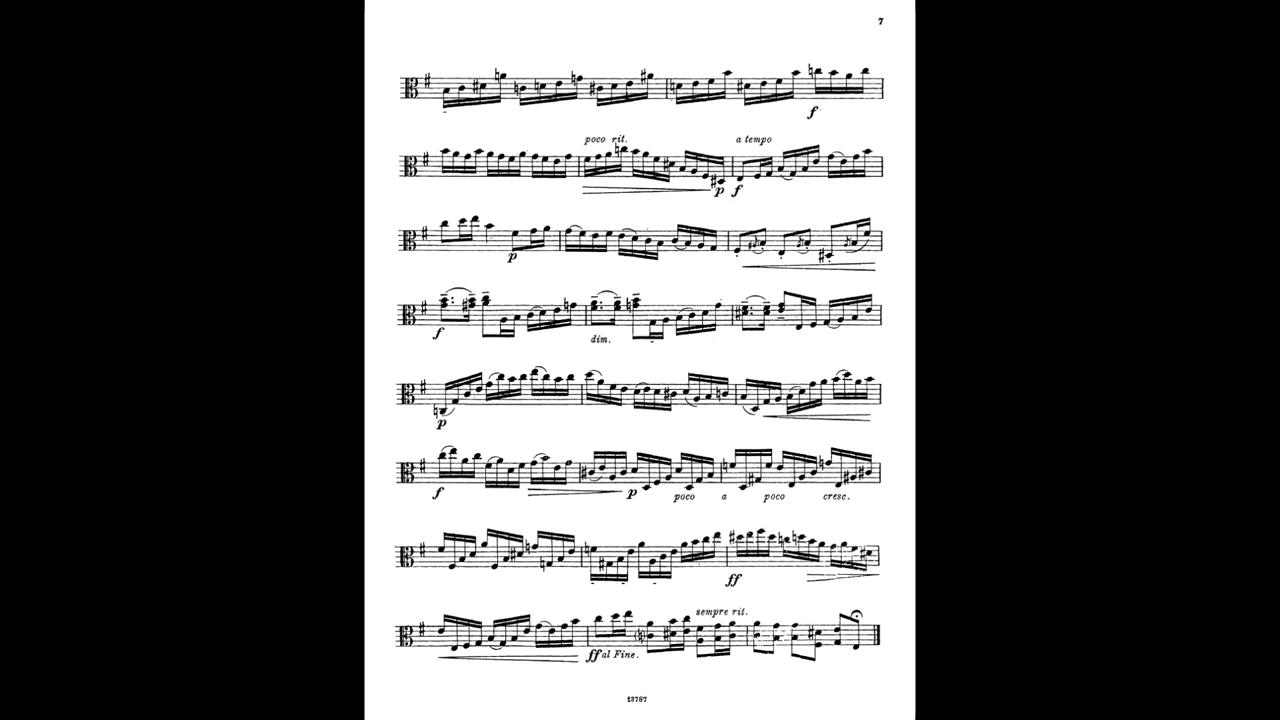 7
f
poco rit. a tempo
p f
p
f
dim.
p
f p poco a poco cresc.
ff
sempre rit.
ff al Fine.
13787